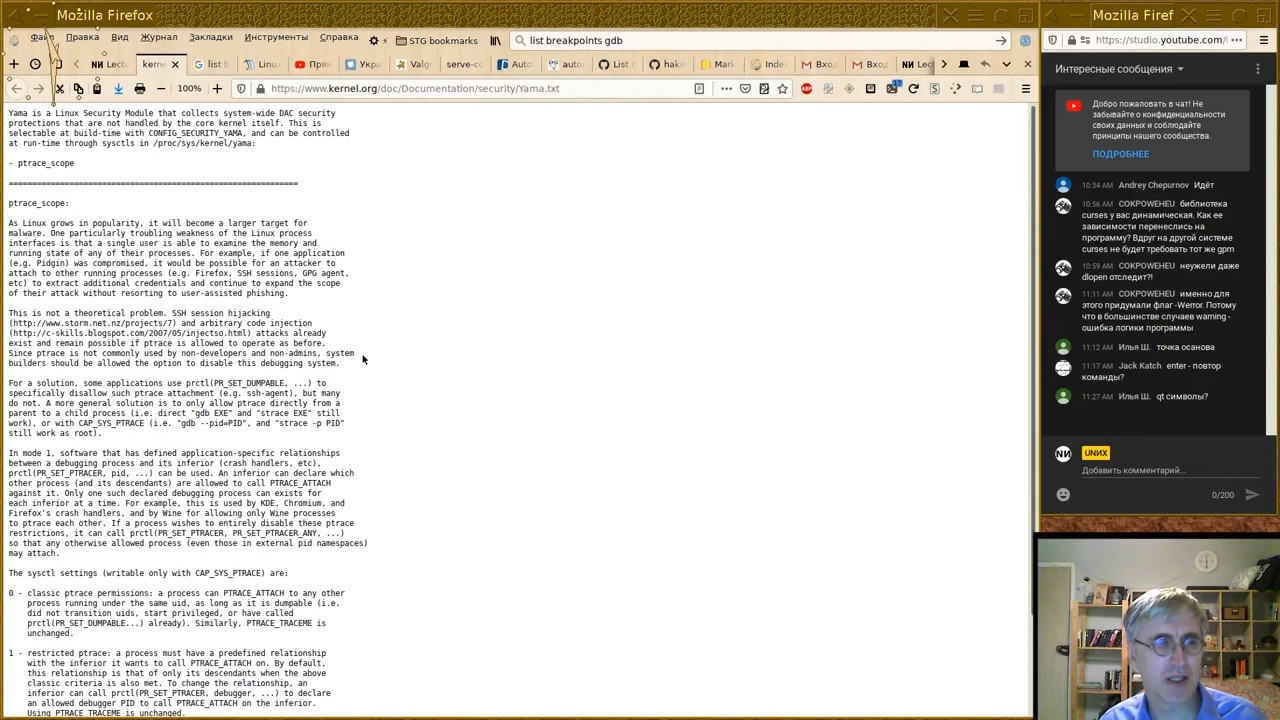 Mozilla Firefox
Файл Правка Вид Журнал Закладки Инструменты Справка
STG bookmarks
list breakpoints gdb
Lect
kerne
list b
Linux
Пря
Укра
Valg
serve-co
Auto
autor
List o
hakin
Mark
Inde
Вход
Вход
Lect
100%
https://www.kernel.org/doc/Documentation/security/Yama.txt
Yama is a Linux Security Module that collects system-wide DAC security
protections that are not handled by the core kernel itself. This is
selectable at build-time with CONFIG_SECURITY_YAMA, and can be controlled
at run-time through sysctls in /proc/sys/kernel/yama:
- ptrace_scope
==============================================================
ptrace_scope:
As Linux grows in popularity, it will become a larger target for
malware. One particularly troubling weakness of the Linux process
interfaces is that a single user is able to examine the memory and
running state of any of their processes. For example, if one application
(e.g. Pidgin) was compromised, it would be possible for an attacker to
attach to other running processes (e.g. Firefox, SSH sessions, GPG agent,
etc) to extract additional credentials and continue to expand the scope
of their attack without resorting to user-assisted phishing.
This is not a theoretical problem. SSH session hijacking
(http://www.storm.net.nz/projects/7) and arbitrary code injection
(http://c-skills.blogspot.com/2007/05/injectso.html) attacks already
exist and remain possible if ptrace is allowed to operate as before.
Since ptrace is not commonly used by non-developers and non-admins, system
builders should be allowed the option to disable this debugging system.
For a solution, some applications use prctl(PR_SET_DUMPABLE, ...) to
specifically disallow such ptrace attachment (e.g. ssh-agent), but many
do not. A more general solution is to only allow ptrace directly from a
parent to a child process (i.e. direct "gdb EXE" and "strace EXE" still
work), or with CAP_SYS_PTRACE (i.e. "gdb --pid=PID", and "strace -p PID"
still work as root).
In mode 1, software that has defined application-specific relationships
between a debugging process and its inferior (crash handlers, etc),
prctl(PR_SET_PTRACER, pid, ...) can be used. An inferior can declare which
other process (and its descendants) are allowed to call PTRACE_ATTACH
against it. Only one such declared debugging process can exists for
each inferior at a time. For example, this is used by KDE, Chromium, and
Firefox's crash handlers, and by Wine for allowing only Wine processes
to ptrace each other. If a process wishes to entirely disable these ptrace
restrictions, it can call prctl(PR_SET_PTRACER, PR_SET_PTRACER_ANY, ...)
so that any otherwise allowed process (even those in external pid namespaces)
may attach.
The sysctl settings (writable only with CAP_SYS_PTRACE) are:
0 - classic ptrace permissions: a process can PTRACE_ATTACH to any other
process running under the same uid, as long as it is dumpable (i.e.
did not transition uids, start privileged, or have called
prctl(PR_SET_DUMPABLE...) already). Similarly, PTRACE_TRACEME is
unchanged.
1 - restricted ptrace: a process must have a predefined relationship
with the inferior it wants to call PTRACE_ATTACH on. By default,
this relationship is that of only its descendants when the above
classic criteria is also met. To change the relationship, an
inferior can call prctl(PR_SET_PTRACER, debugger, ...) to declare
an allowed debugger PID to call PTRACE_ATTACH on the inferior.
Using PTRACE_TRACEME is unchanged.
Mozilla Firef
https://studio.youtube.com/
Интересные сообщения
Добро пожаловать в чат! Не
забывайте о конфиденциальности
своих данных и соблюдайте
принципы нашего сообщества.
ПОДРОБНЕЕ
10:34 AM Andrey Chepurnov Идёт
10:56 AM COKPOWEHEU библиотека
curses у вас динамическая. Как ее
зависимости перенеслись на
программу? Вдруг на другой системе
curses не будет требовать тот же gpm
10:59 AM COKPOWEHEU неужели даже
dlopen отследит?!
11:11 AM COKPOWEHEU именно для
этого придумали флаг -Werror. Потому
что в большинстве случаев warning -
ошибка логики программы
11:12 AM Илья Ш. точка осанова
11:17 AM Jack Katch enter - повтор
команды?
11:27 AM Илья Ш. qt символы?
UNИX
Добавить комментарий...
0/200